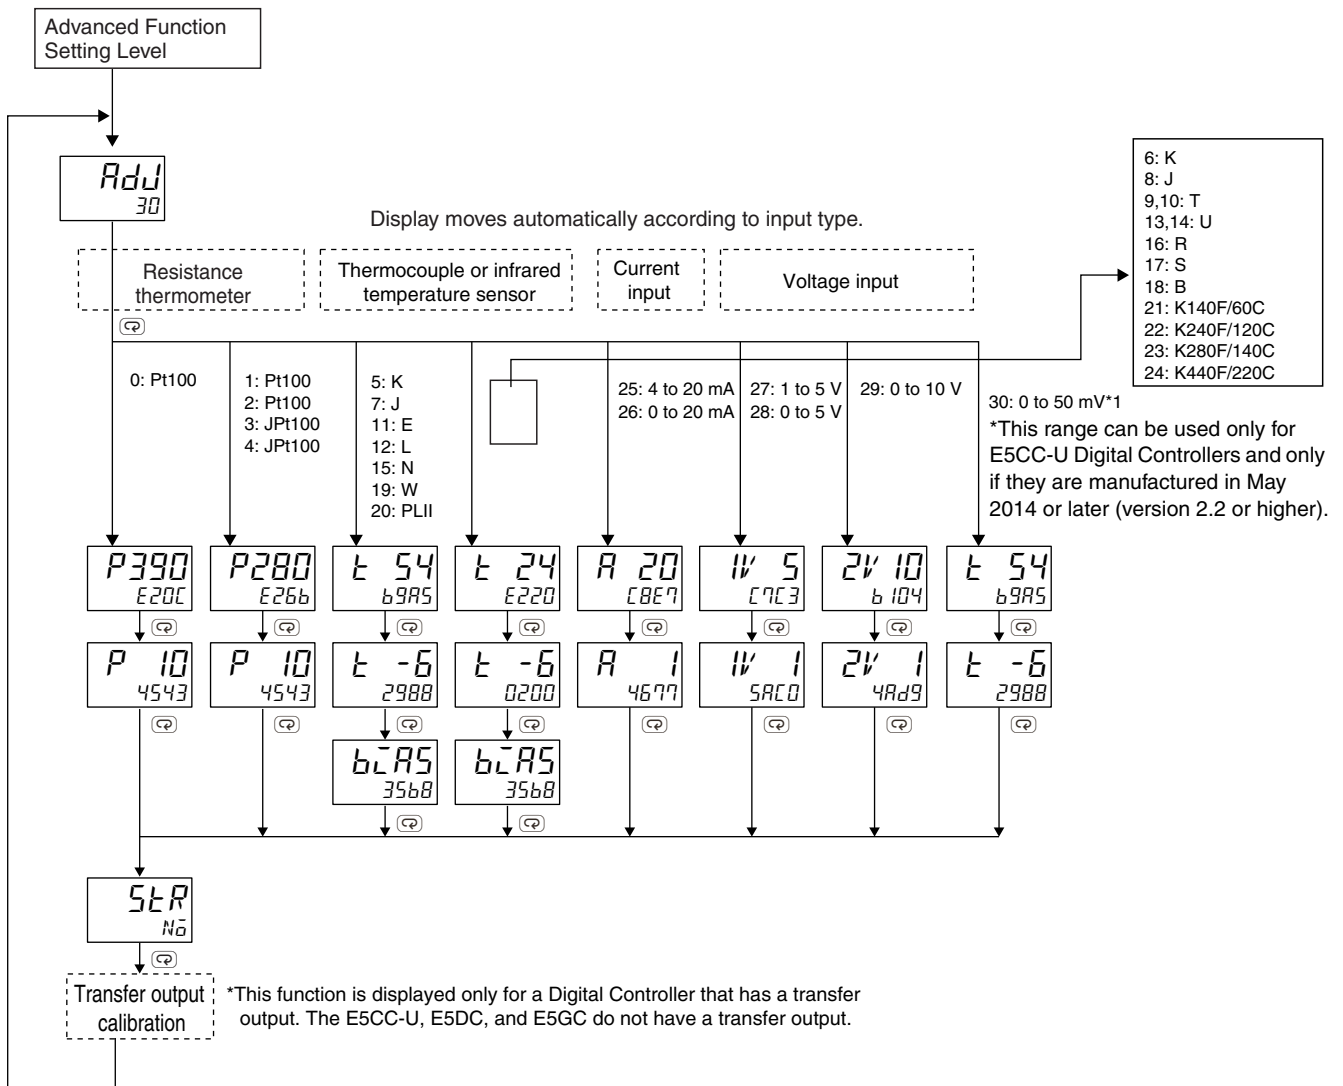 Advanced Function
Setting Level
AdJ
30
Display moves automatically according to input type.
Resistance
thermometer
Thermocouple or infrared
temperature sensor
Current
input
Voltage input
6: K
8: J
9,10: T
13,14: U
16: R
17: S
18: B
21: K140F/60C
22: K240F/120C
23: K280F/140C
24: K440F/220C
0: Pt100
1: Pt100
2: Pt100
3: JPt100
4: JPt100
5: K
7: J
11: E
12: L
15: N
19: W
20: PLII
25: 4 to 20 mA
26: 0 to 20 mA
27: 1 to 5 V
28: 0 to 5 V
29: 0 to 10 V
30: 0 to 50 mV*1
*This range can be used only for
E5CC-U Digital Controllers and only
if they are manufactured in May
2014 or later (version 2.2 or higher).
P390
E20C
P280
E26b
t 54
b9A5
t 24
E220
A 20
C8E7
1V 5
C7C3
2V 10
b104
t 54
b9A5
P 10
4543
P 10
4543
t -6
2988
t -6
0200
A 1
4677
1V 1
5AC0
2V 1
4Ad9
t -6
2988
biAS
35b8
biAS
35b8
StR
No
Transfer output
calibration
*This function is displayed only for a Digital Controller that has a transfer
output. The E5CC-U, E5DC, and E5GC do not have a transfer output.